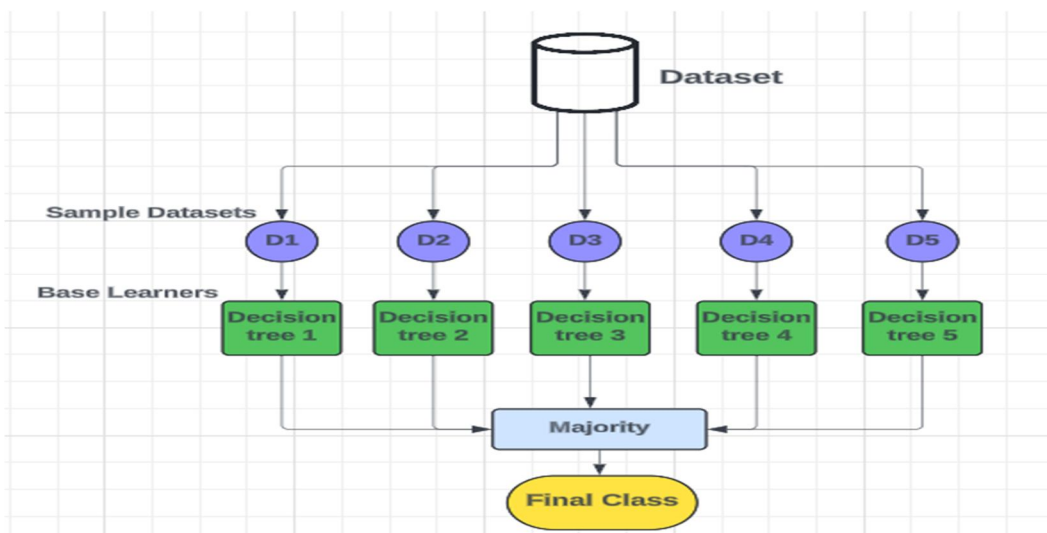 Dataset
Sample Datasets
D1 D2 D3 D4 D5
Base Learners
Decision Decision Decision Decision Decision
tree 1 tree 2 tree 3 tree 4 tree 5
Majority
Final Class